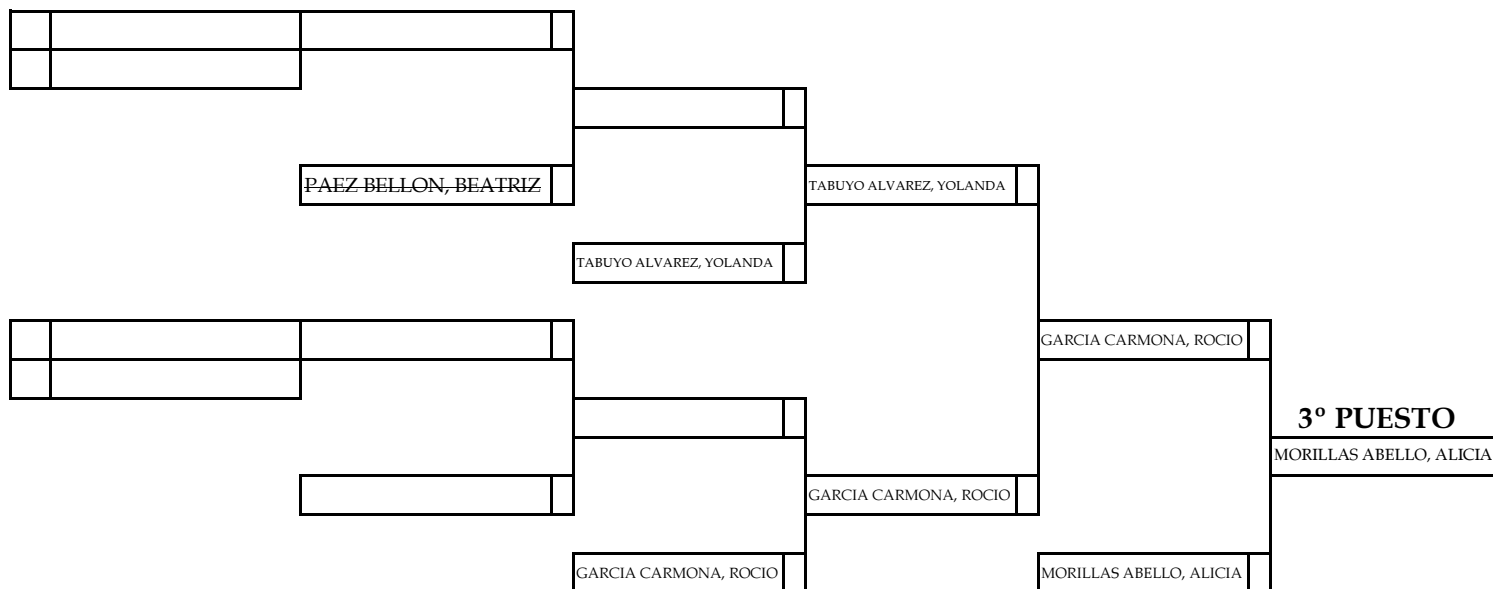 PAEZ BELLON, BEATRIZ
TABUYO ALVAREZ, YOLANDA
TABUYO ALVAREZ, YOLANDA
GARCIA CARMONA, ROCIO
3º PUESTO
MORILLAS ABELLO, ALICIA
GARCIA CARMONA, ROCIO
GARCIA CARMONA, ROCIO
MORILLAS ABELLO, ALICIA